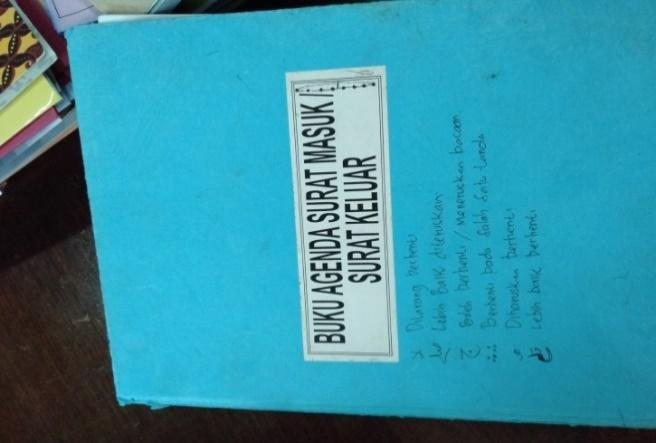 BUKU AGENDA SURAT MASUK /
SURAT KELUAR
Dilarang berhenti
Lebih Baik diteruskan
Boleh berhenti / Meneruskan bacaan
Berhenti pada Salah Satu tanda
Diharuskan berhenti
Lebih baik berhenti